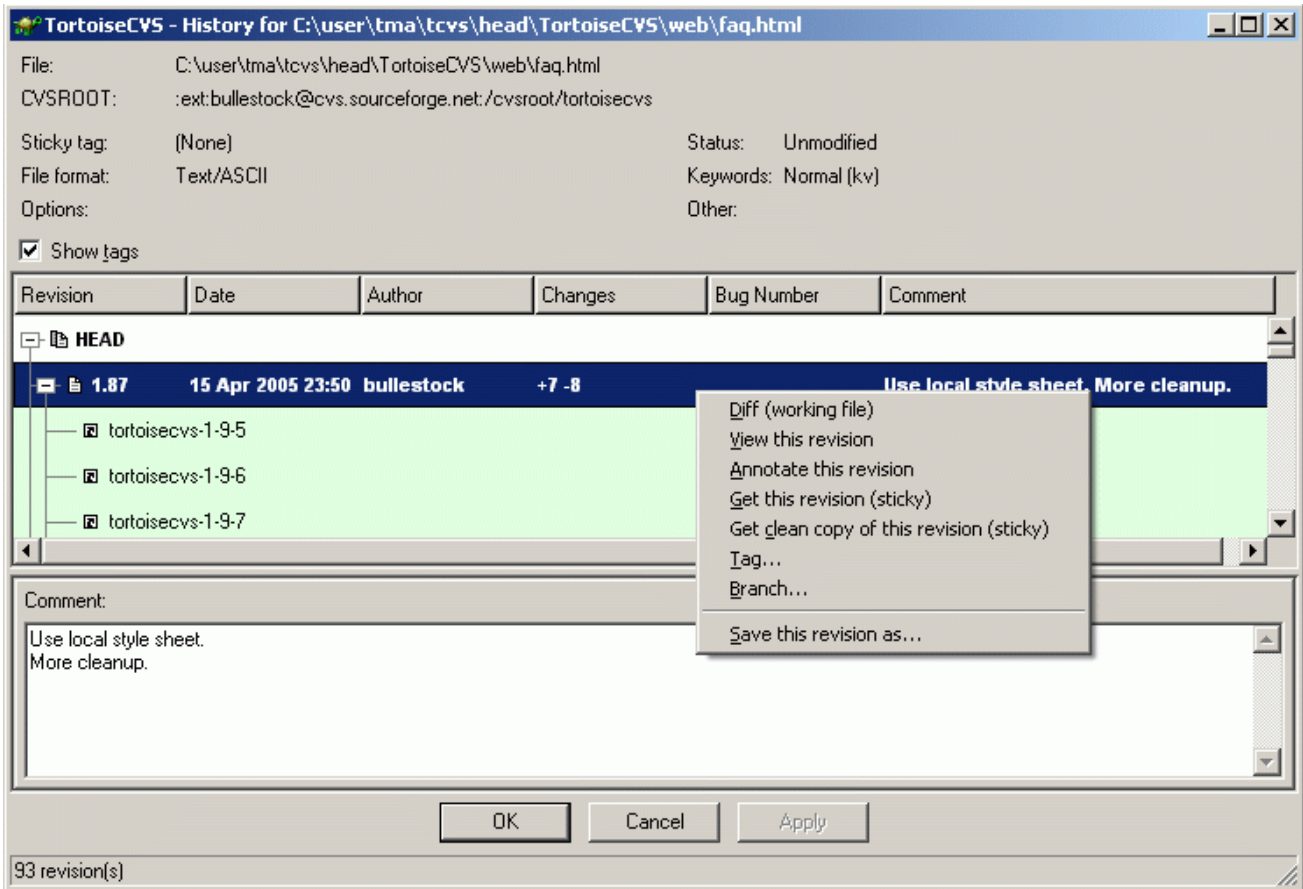 TortoiseCVS - History for C:\user\tma\tcvs\head\TortoiseCVS\web\faq.html
File: C:\user\tma\tcvs\head\TortoiseCVS\web\faq.html
CVSROOT: :ext:bullestock@cvs.sourceforge.net:/cvsroot/tortoisecvs
Sticky tag: (None) Status: Unmodified
File format: Text/ASCII Keywords: Normal (kv)
Options: Other:
Show tags
Revision Date Author Changes Bug Number Comment
HEAD
1.87 15 Apr 2005 23:50 bullestock +7 -8 Use local style sheet. More cleanup.
tortoisecvs-1-9-5
tortoisecvs-1-9-6
tortoisecvs-1-9-7
Diff (working file)
View this revision
Annotate this revision
Get this revision (sticky)
Get clean copy of this revision (sticky)
Tag...
Branch...
Save this revision as...
Comment:
Use local style sheet.
More cleanup.
OK Cancel Apply
93 revision(s)